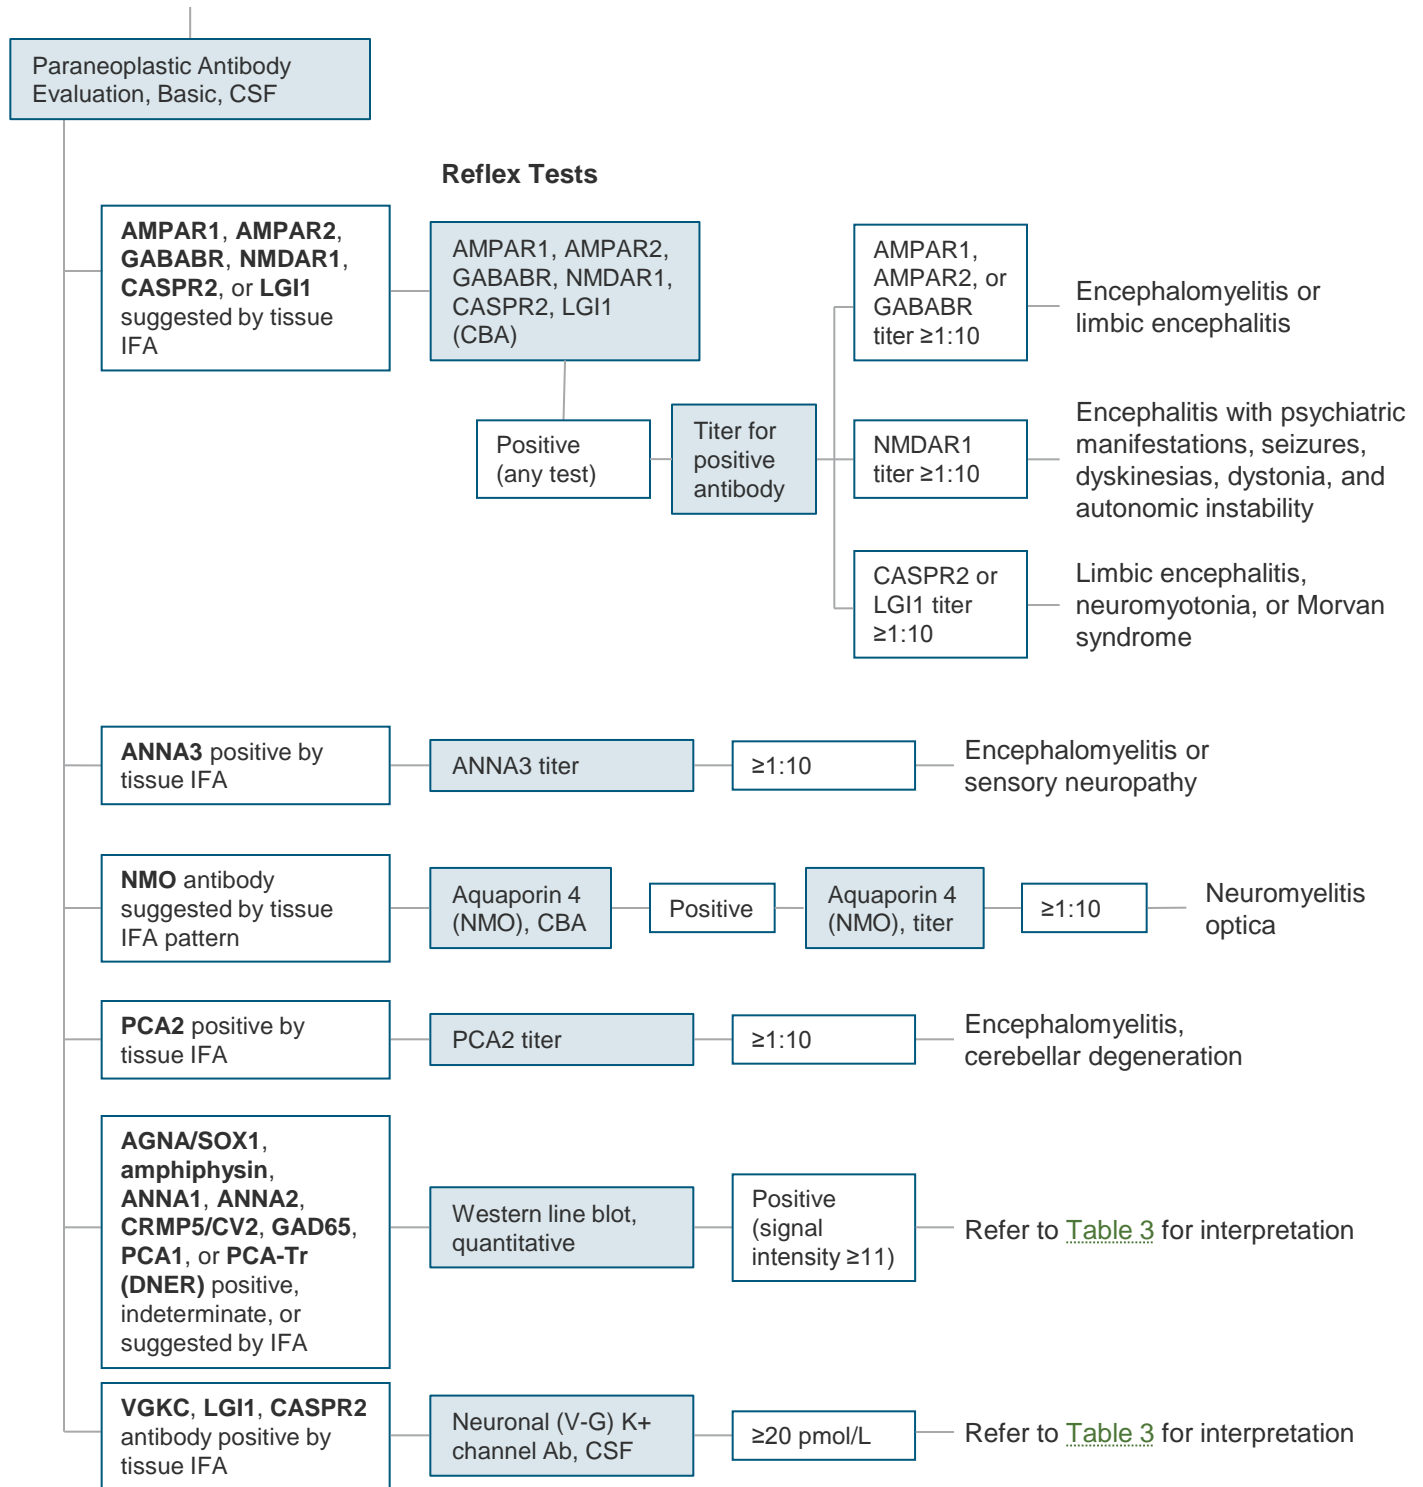 Paraneoplastic Antibody
Evaluation, Basic, CSF
Reflex Tests
AMPAR1, AMPAR2,
GABABR, NMDAR1,
CASPR2, or LGI1
suggested by tissue
IFA
AMPAR1, AMPAR2,
GABABR, NMDAR1,
CASPR2, LGI1
(CBA)
Positive
(any test)
Titer for
positive
antibody
AMPAR1,
AMPAR2, or
GABABR
titer ≥1:10
Encephalomyelitis or
limbic encephalitis
NMDAR1
titer ≥1:10
Encephalitis with psychiatric
manifestations, seizures,
dyskinesias, dystonia, and
autonomic instability
CASPR2 or
LGI1 titer
≥1:10
Limbic encephalitis,
neuromyotonia, or Morvan
syndrome
ANNA3 positive by
tissue IFA
ANNA3 titer
≥1:10
Encephalomyelitis or
sensory neuropathy
NMO antibody
suggested by tissue
IFA pattern
Aquaporin 4
(NMO), CBA
Positive
Aquaporin 4
(NMO), titer
≥1:10
Neuromyelitis
optica
PCA2 positive by
tissue IFA
PCA2 titer
≥1:10
Encephalomyelitis,
cerebellar degeneration
AGNA/SOX1,
amphiphysin,
ANNA1, ANNA2,
CRMP5/CV2, GAD65,
PCA1, or PCA-Tr
(DNER) positive,
indeterminate, or
suggested by IFA
Western line blot,
quantitative
Positive
(signal
intensity ≥11)
Refer to Table 3 for interpretation
VGKC, LGI1, CASPR2
antibody positive by
tissue IFA
Neuronal (V-G) K+
channel Ab, CSF
≥20 pmol/L
Refer to Table 3 for interpretation